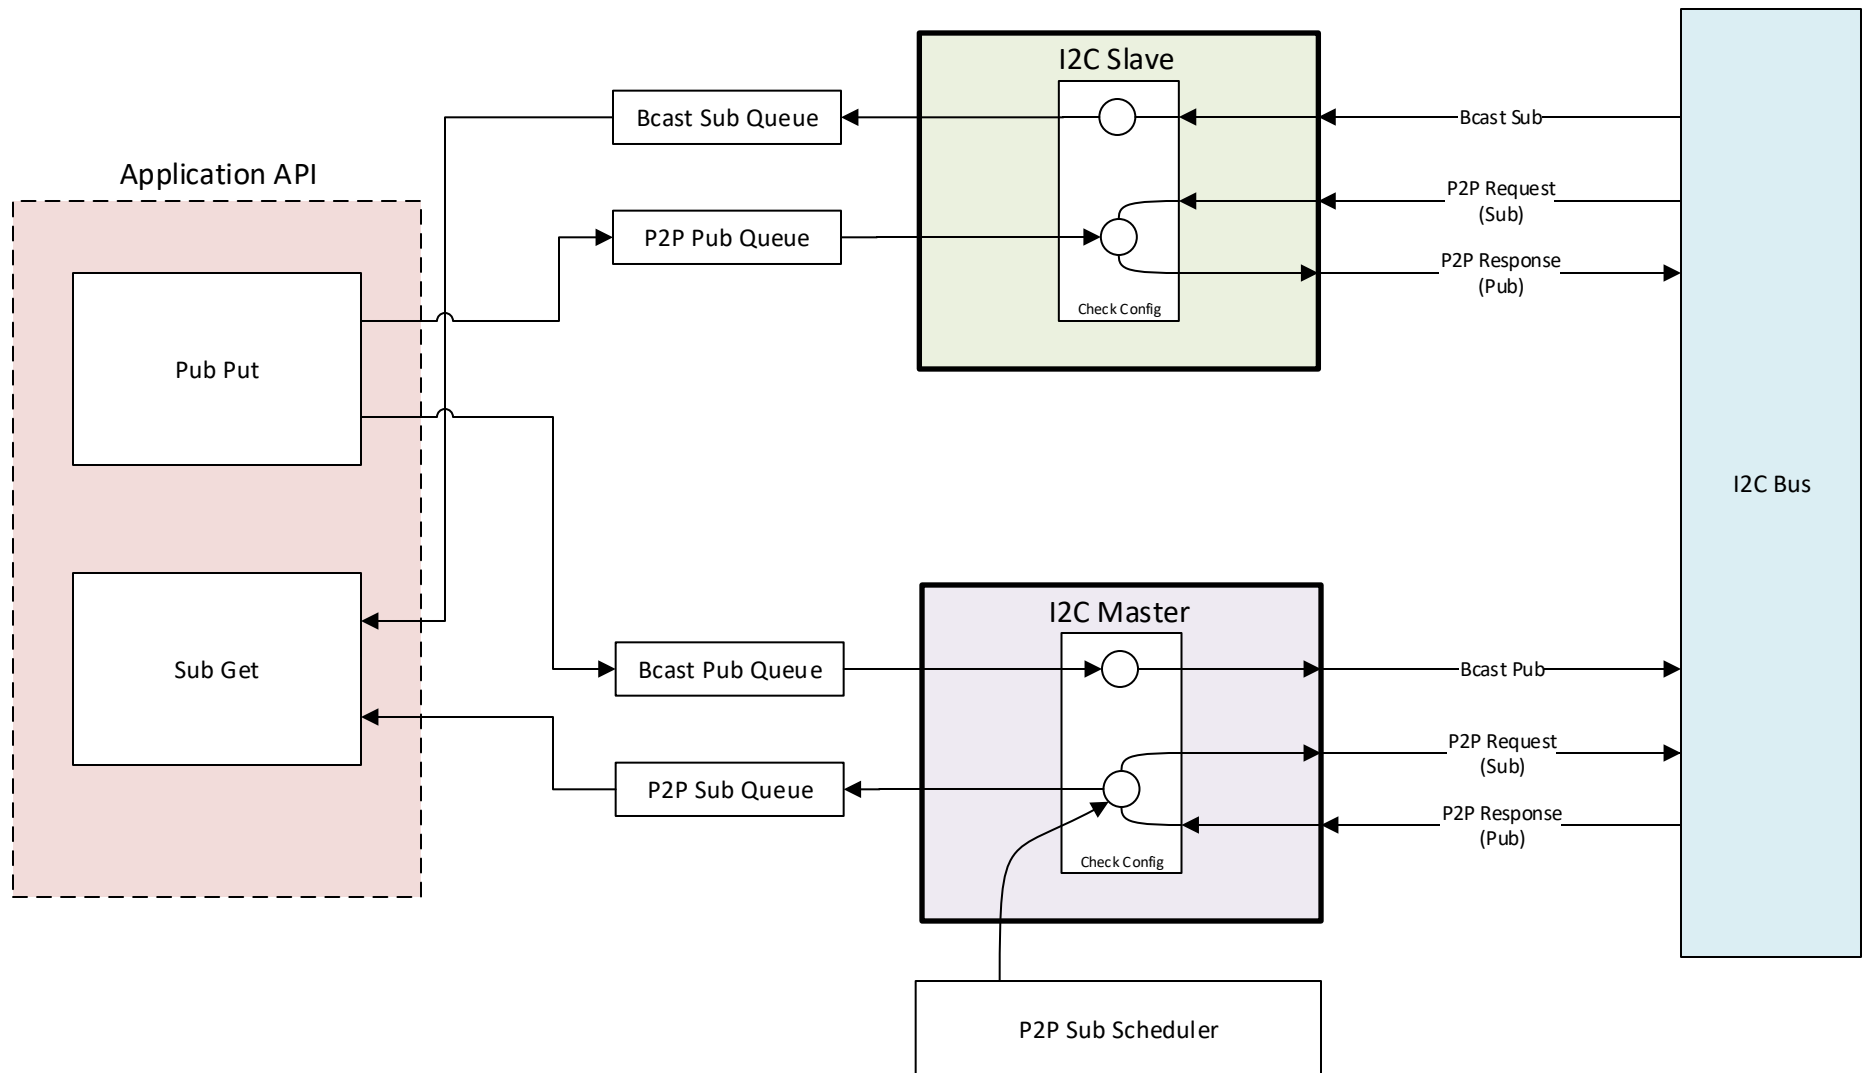 I2C Slave
Bcast Sub Queue
Bcast Sub
Application API
P2P Request
(Sub)
P2P Pub Queue
P2P Response
(Pub)
Check Config
Pub Put
I2C Bus
I2C Master
Sub Get
Bcast Pub Queue
Bcast Pub
P2P Request
(Sub)
P2P Sub Queue
P2P Response
(Pub)
Check Config
P2P Sub Scheduler